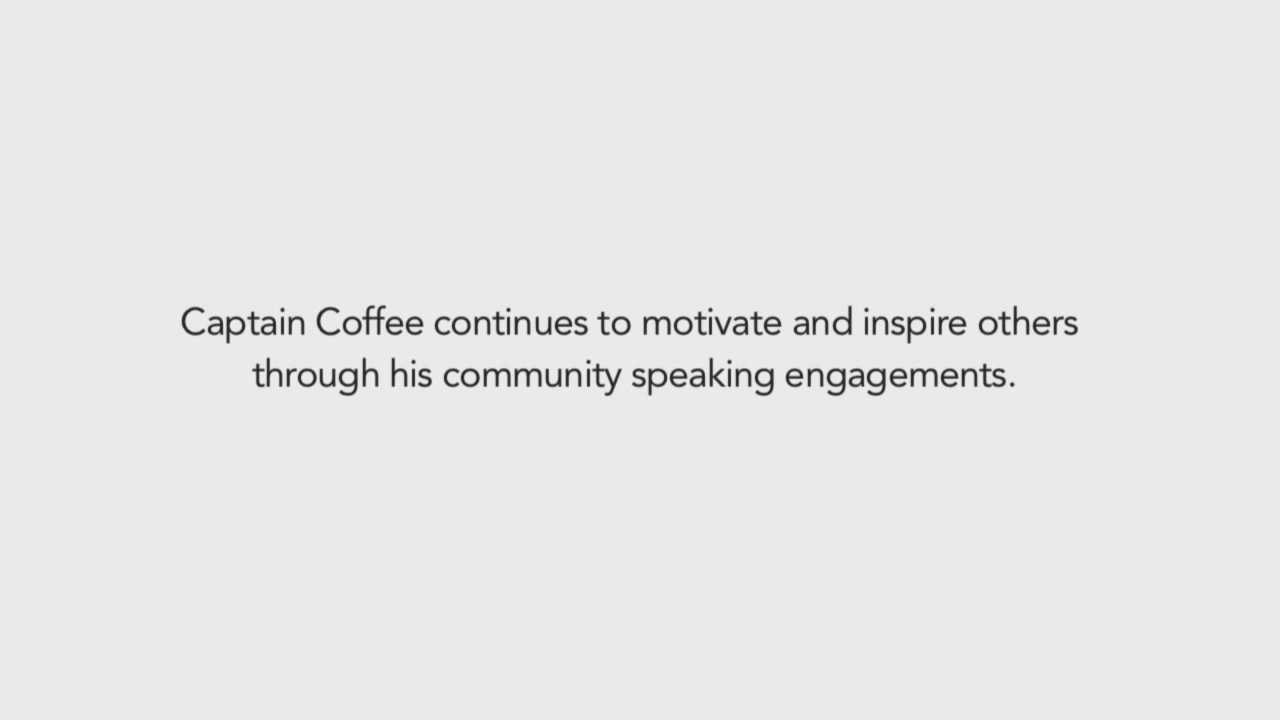 Captain Coffee continues to motivate and inspire others
through his community speaking engagements.